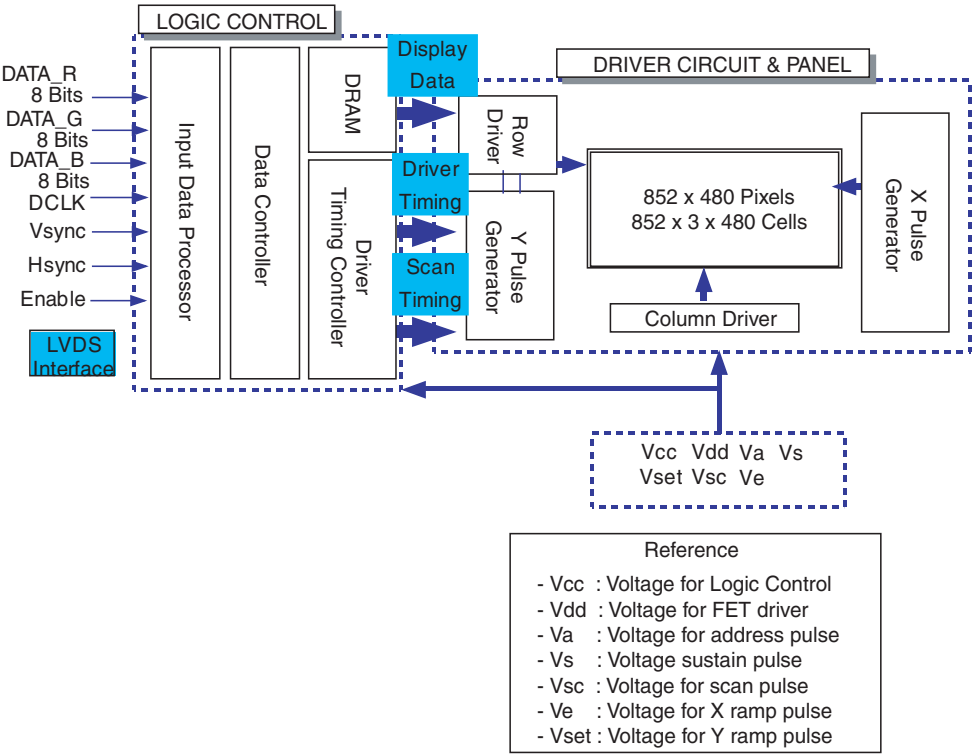 LOGIC CONTROL
DATA_R
8 Bits
DATA_G
8 Bits
DATA_B
8 Bits
DCLK
Vsync
Hsync
Enable
LVDS
Interface
Input Data Processor
Data Controller
DRAM
Driver
Timing Controller
Display
Data
Driver
Timing
Scan
Timing
DRIVER CIRCUIT & PANEL
Row
Driver
Y Pulse
Generator
852 x 480 Pixels
852 x 3 x 480 Cells
Column Driver
X Pulse
Generator
Vcc Vdd Va Vs
Vset Vsc Ve
Reference
- Vcc : Voltage for Logic Control
- Vdd : Voltage for FET driver
- Va : Voltage for address pulse
- Vs : Voltage sustain pulse
- Vsc : Voltage for scan pulse
- Ve : Voltage for X ramp pulse
- Vset : Voltage for Y ramp pulse